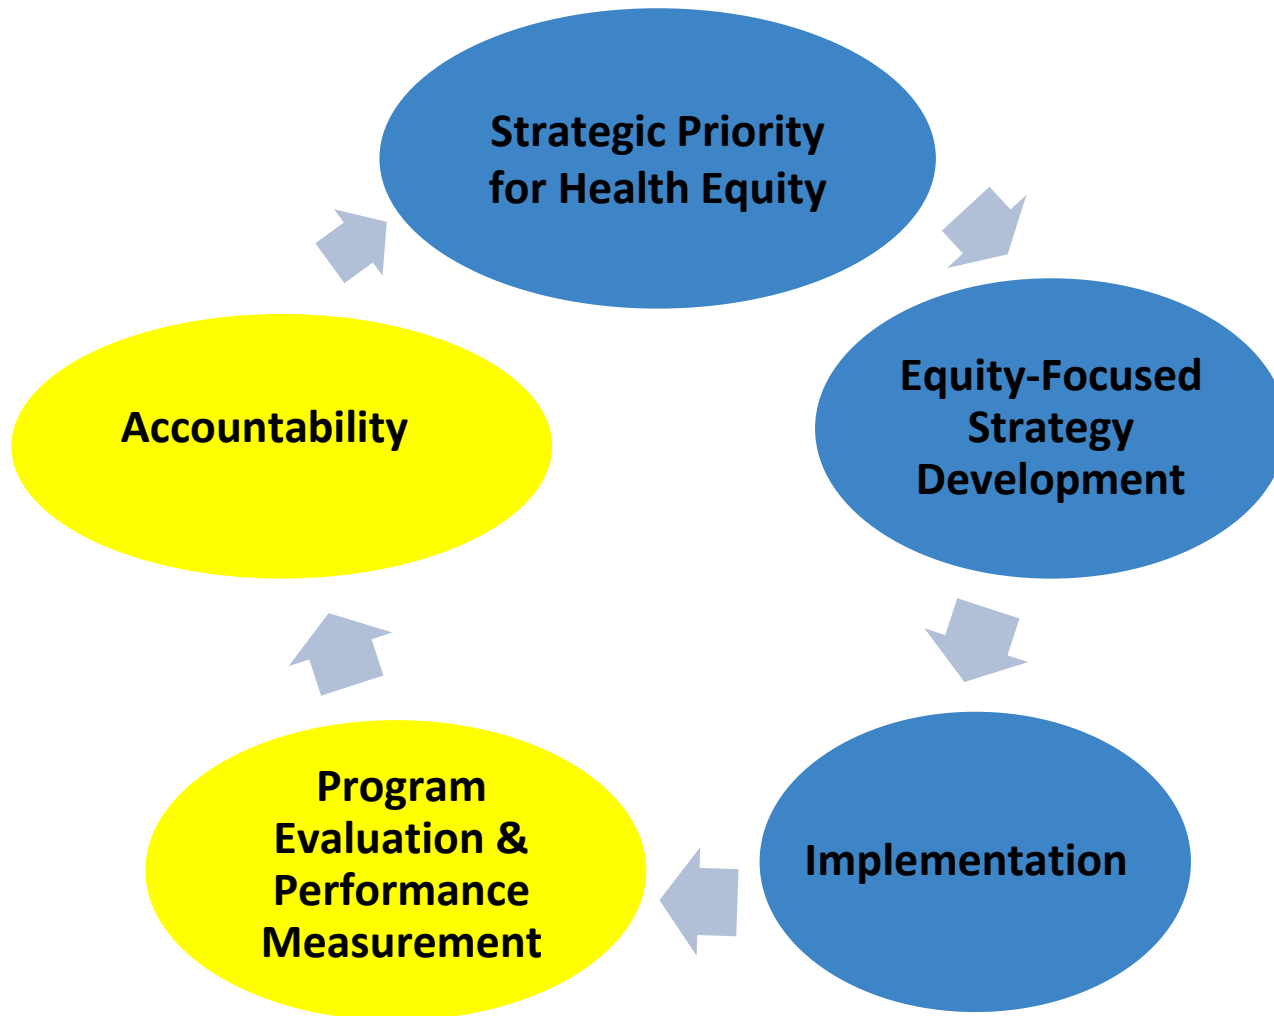 Strategic Priority
for Health Equity
Equity-Focused
Strategy
Development
Implementation
Program
Evaluation &
Performance
Measurement
Accountability